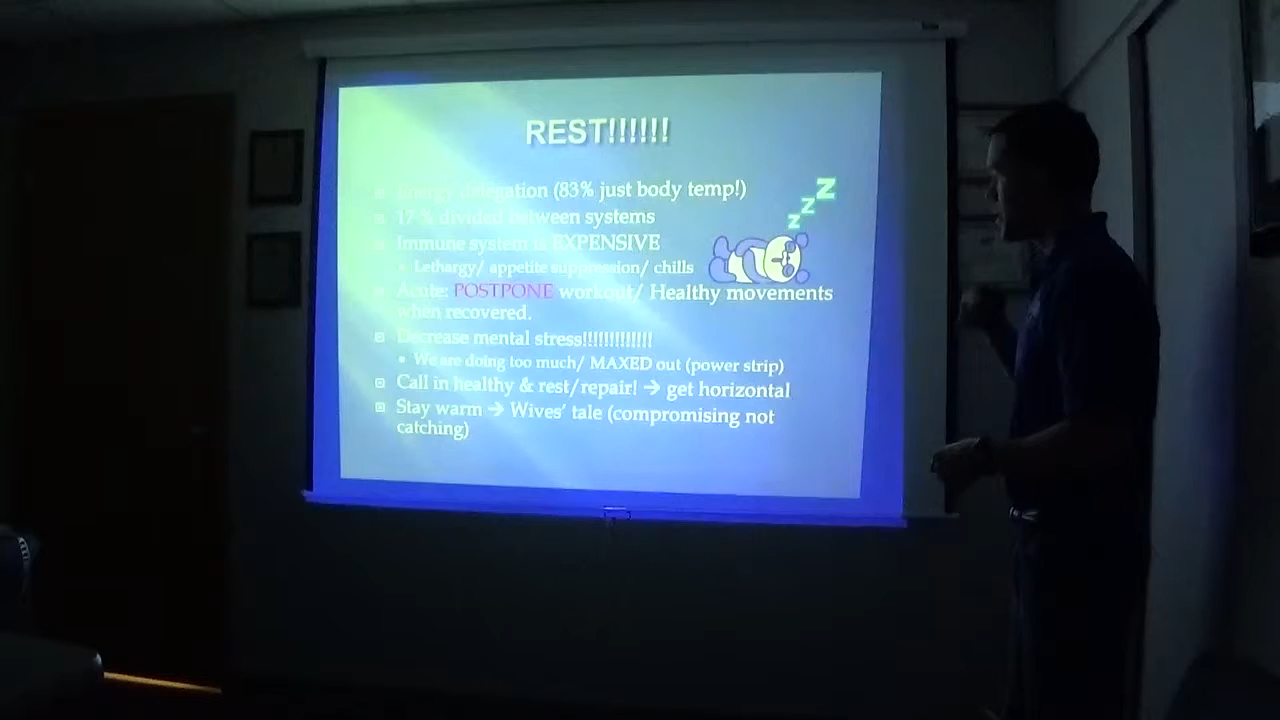 REST!!!!!!
Energy delegation (83% just body temp!)
17 % divided between systems
Immune system is EXPENSIVE
Lethargy/ appetite suppression/ chills
Acute: POSTPONE workout/ Healthy movements
when recovered.
Decrease mental stress!!!!!!!!!!!!!
We are doing too much/ MAXED out (power strip)
Call in healthy & rest/repair! → get horizontal
Stay warm → Wives’ tale (compromising not
catching)
z z z